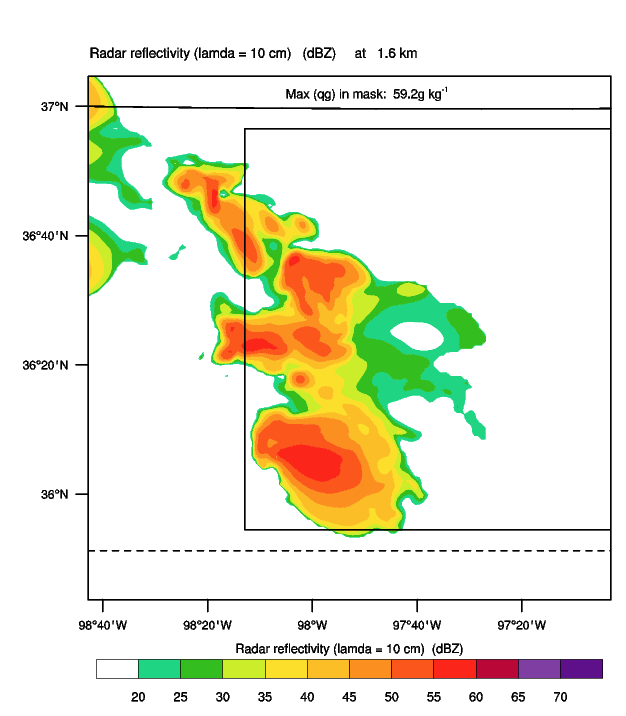 Radar reflectivity (lamda = 10 cm) (dBZ) at 1.6 km
Max (qg) in mask: 59.2g kg-1
37°N
36°40'N
36°20'N
36°N
98°40'W 98°20'W 98°W 97°40'W 97°20'W
Radar reflectivity (lamda = 10 cm) (dBZ)
20 25 30 35 40 45 50 55 60 65 70